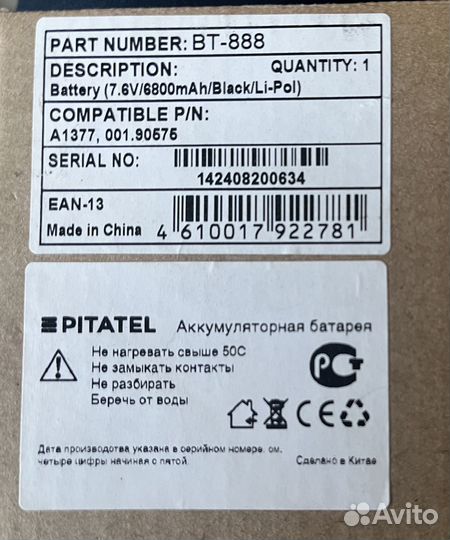 PART NUMBER: BT-888
DESCRIPTION: QUANTITY: 1
Battery (7.6V/6800mAh/Black/Li-Pol)
COMPATIBLE P/N:
A1377, 001.90575
SERIAL NO:
142408200634
EAN-13
Made in China
4 610017 922781
PITATEL Аккумуляторная батарея
Не нагревать свыше 50С
Не замыкать контакты
Не разбирать
Беречь от воды
РСТ
CE
Дата производства указана в серийном номере, см.
четыре цифры начиная с пятой.
Сделано в Китае
Avito